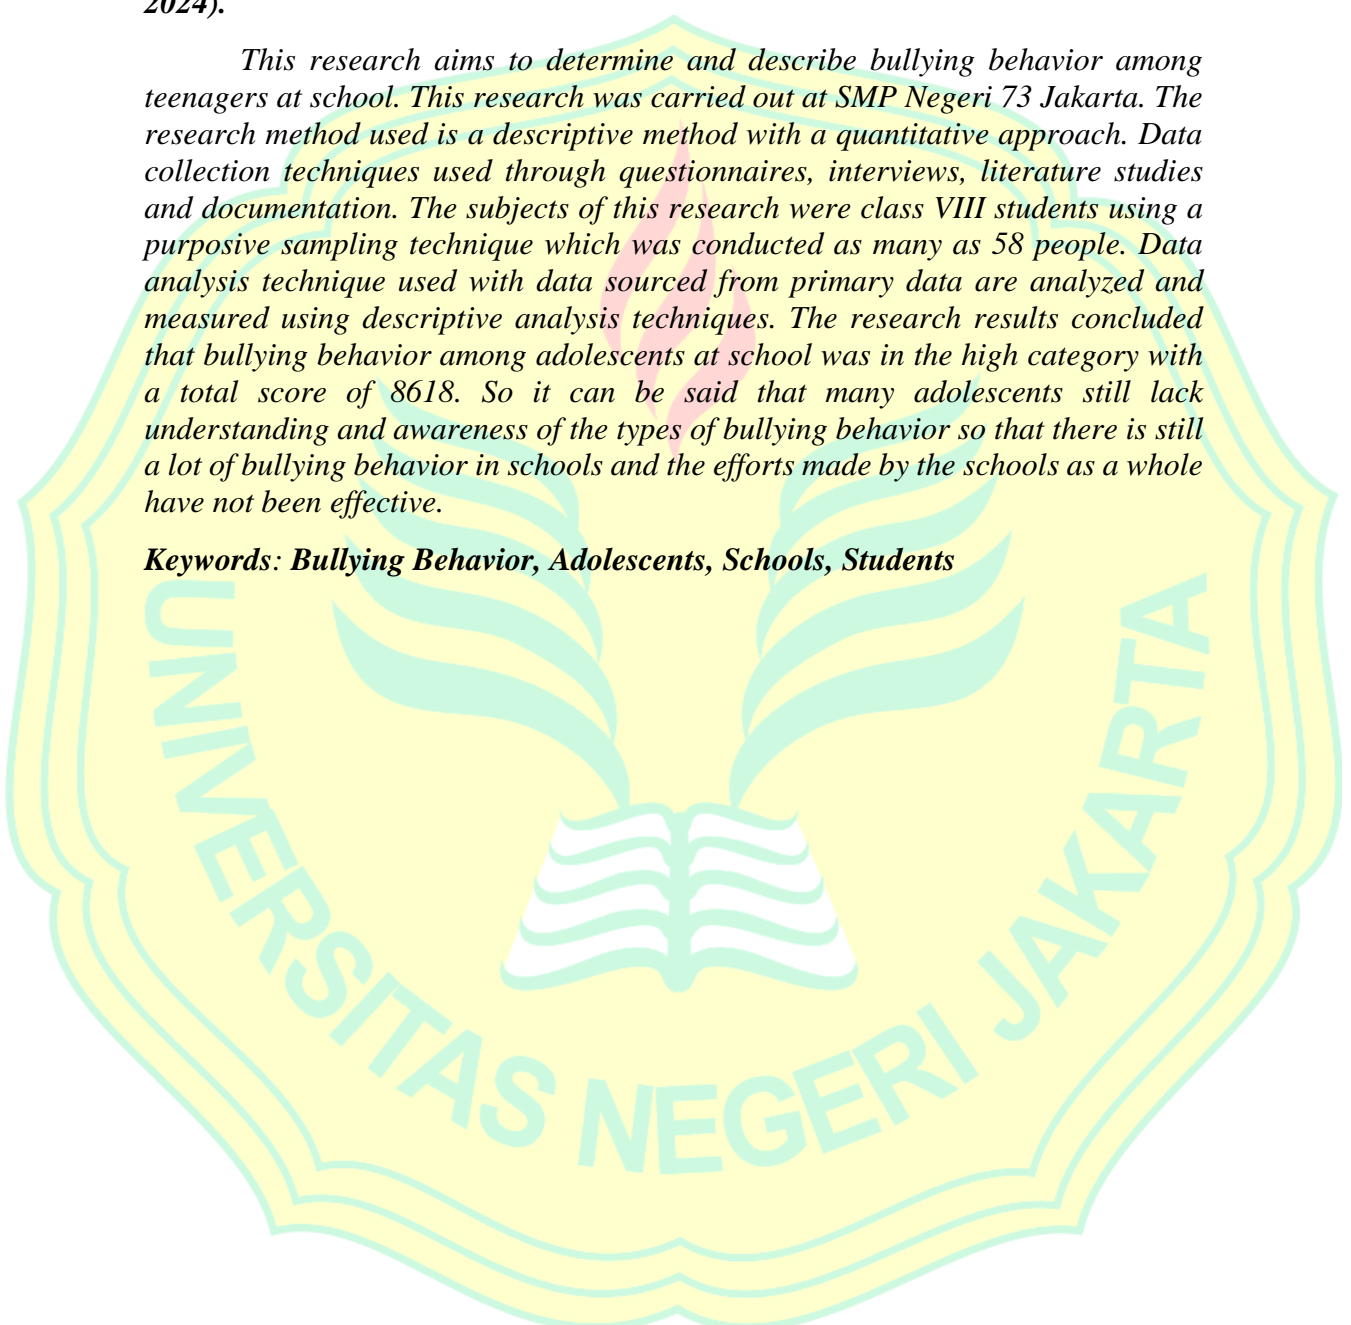 2024).
This research aims to determine and describe bullying behavior among
teenagers at school. This research was carried out at SMP Negeri 73 Jakarta. The
research method used is a descriptive method with a quantitative approach. Data
collection techniques used through questionnaires, interviews, literature studies
and documentation. The subjects of this research were class VIII students using a
purposive sampling technique which was conducted as many as 58 people. Data
analysis technique used with data sourced from primary data are analyzed and
measured using descriptive analysis techniques. The research results concluded
that bullying behavior among adolescents at school was in the high category with
a total score of 8618. So it can be said that many adolescents still lack
understanding and awareness of the types of bullying behavior so that there is still
a lot of bullying behavior in schools and the efforts made by the schools as a whole
have not been effective.
Keywords: Bullying Behavior, Adolescents, Schools, Students
UNIVERSITAS NEGERI JAKARTA